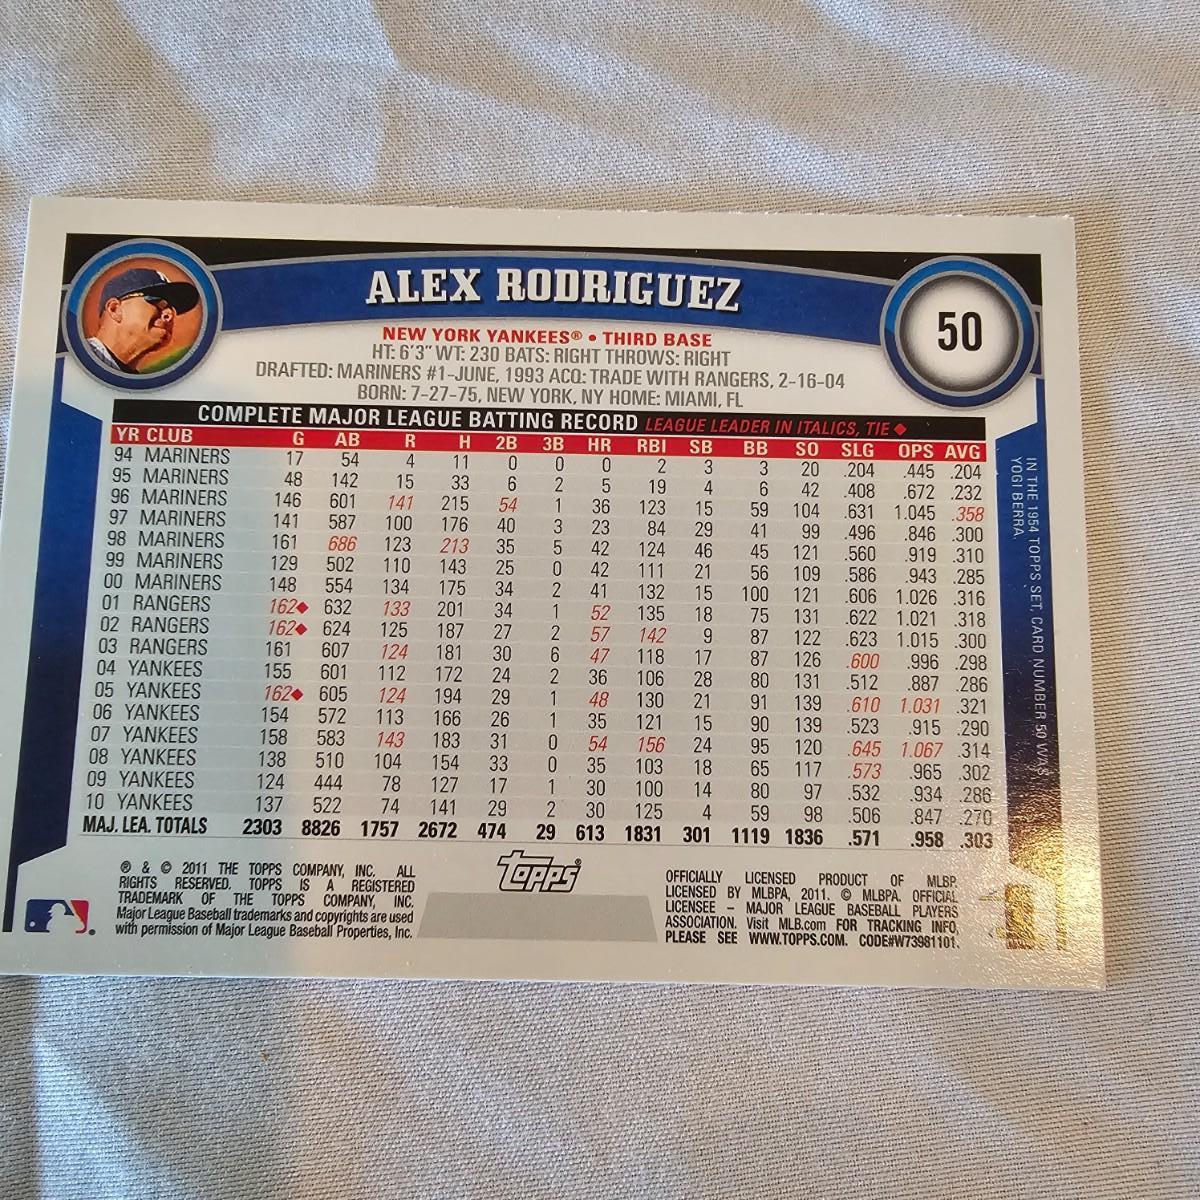 ALEX RODRIGUEZ
50
NEW YORK YANKEES® • THIRD BASE
HT: 6'3" WT: 230 BATS: RIGHT THROWS: RIGHT
DRAFTED: MARINERS #1-JUNE, 1993 ACQ: TRADE WITH RANGERS, 2-16-04
BORN: 7-27-75, NEW YORK, NY HOME: MIAMI, FL
COMPLETE MAJOR LEAGUE BATTING RECORD LEAGUE LEADER IN ITALICS, TIE ◆
YR CLUB G AB R H 2B 3B HR RBI SB BB SO SLG OPS AVG
94 MARINERS 17 54 4 11 0 0 0 2 3 3 20 .204 .445 .204
95 MARINERS 48 142 15 33 6 2 5 19 4 6 42 .408 .672 .232
96 MARINERS 146 601 141 215 54 1 36 123 15 59 104 .631 1.045 .358
97 MARINERS 141 587 100 176 40 3 23 84 29 41 99 .496 .846 .300
98 MARINERS 161 686 123 213 35 5 42 124 46 45 121 .560 .919 .310
99 MARINERS 129 502 110 143 25 0 42 111 21 56 109 .586 .943 .285
00 MARINERS 148 554 134 175 34 2 41 132 15 100 121 .606 1.026 .316
01 RANGERS 162◆ 632 133 201 34 1 52 135 18 75 131 .622 1.021 .318
02 RANGERS 162◆ 624 125 187 27 2 57 142 9 87 122 .623 1.015 .300
03 RANGERS 161 607 124 181 30 6 47 118 17 87 126 .600 .996 .298
04 YANKEES 155 601 112 172 24 2 36 106 28 80 131 .512 .887 .286
05 YANKEES 162◆ 605 124 194 29 1 48 130 21 91 139 .610 1.031 .321
06 YANKEES 154 572 113 166 26 1 35 121 15 90 139 .523 .915 .290
07 YANKEES 158 583 143 183 31 0 54 156 24 95 120 .645 1.067 .314
08 YANKEES 138 510 104 154 33 0 35 103 18 65 117 .573 .965 .302
09 YANKEES 124 444 78 127 17 1 30 100 14 80 97 .532 .934 .286
10 YANKEES 137 522 74 141 29 2 30 125 4 59 98 .506 .847 .270
MAJ. LEA. TOTALS 2303 8826 1757 2672 474 29 613 1831 301 1119 1836 .571 .958 .303
IN THE 1954 TOPPS SET, CARD NUMBER 50 WAS
YOGI BERRA.
® & © 2011 THE TOPPS COMPANY, INC. ALL
RIGHTS RESERVED. TOPPS IS A REGISTERED
TRADEMARK OF THE TOPPS COMPANY, INC.
Major League Baseball trademarks and copyrights are used
with permission of Major League Baseball Properties, Inc.
Topps®
OFFICIALLY LICENSED PRODUCT OF MLBP.
LICENSED BY MLBPA, 2011. © MLBPA. OFFICIAL
LICENSEE – MAJOR LEAGUE BASEBALL PLAYERS
ASSOCIATION. Visit MLB.com FOR TRACKING INFO,
PLEASE SEE WWW.TOPPS.COM. CODE#W73981101.